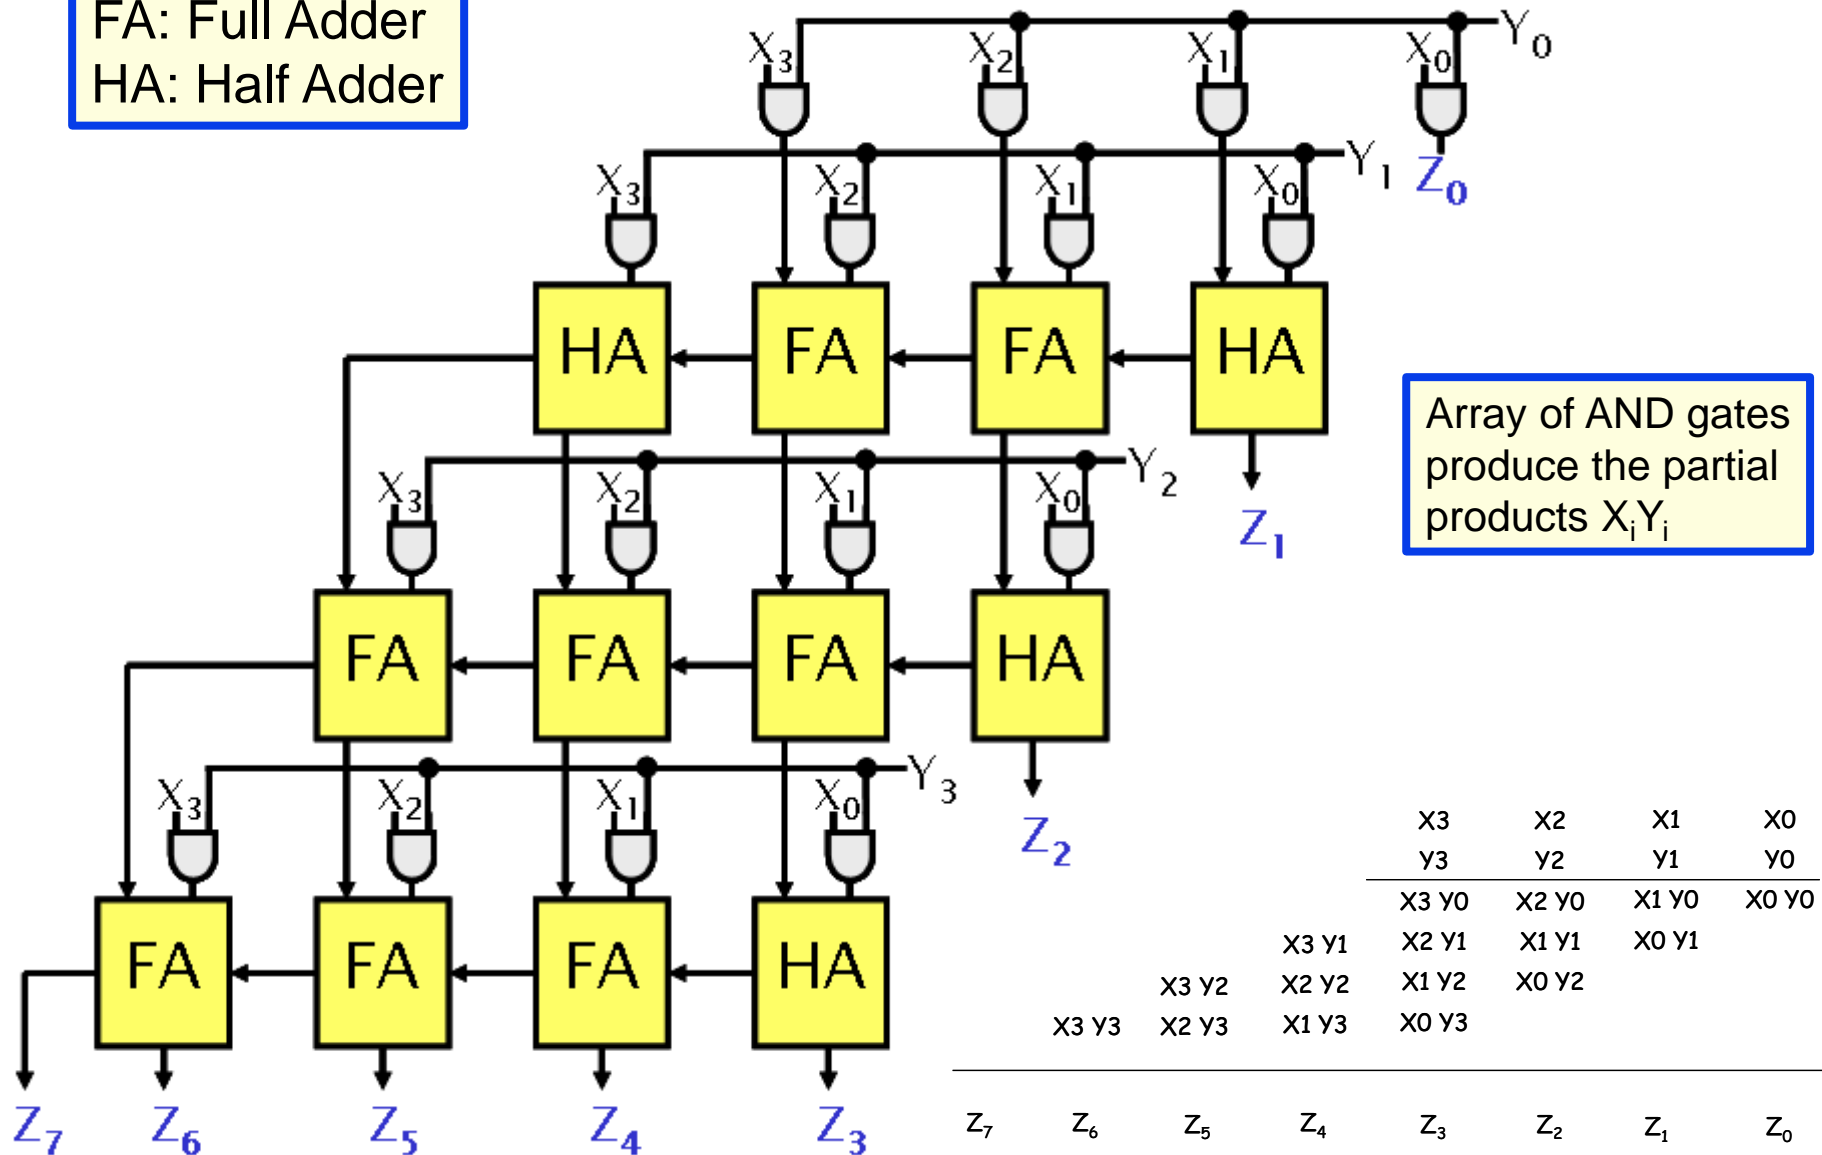 FA: Full Adder
HA: Half Adder
X3 X2 X1 X0 Y0
X3 X2 X1 X0 Y1 Z0
HA FA FA HA
Array of AND gates
produce the partial
products XiYi
X3 X2 X1 X0 Y2
Z1
FA FA FA HA
X3 X2 X1 X0 Y3
Z2
FA FA FA HA
Z7 Z6 Z5 Z4 Z3
X3 X2 X1 X0
Y3 Y2 Y1 Y0
X3 Y0 X2 Y0 X1 Y0 X0 Y0
X3 Y1 X2 Y1 X1 Y1 X0 Y1
X3 Y2 X2 Y2 X1 Y2 X0 Y2
X3 Y3 X2 Y3 X1 Y3 X0 Y3
Z7 Z6 Z5 Z4 Z3 Z2 Z1 Z0